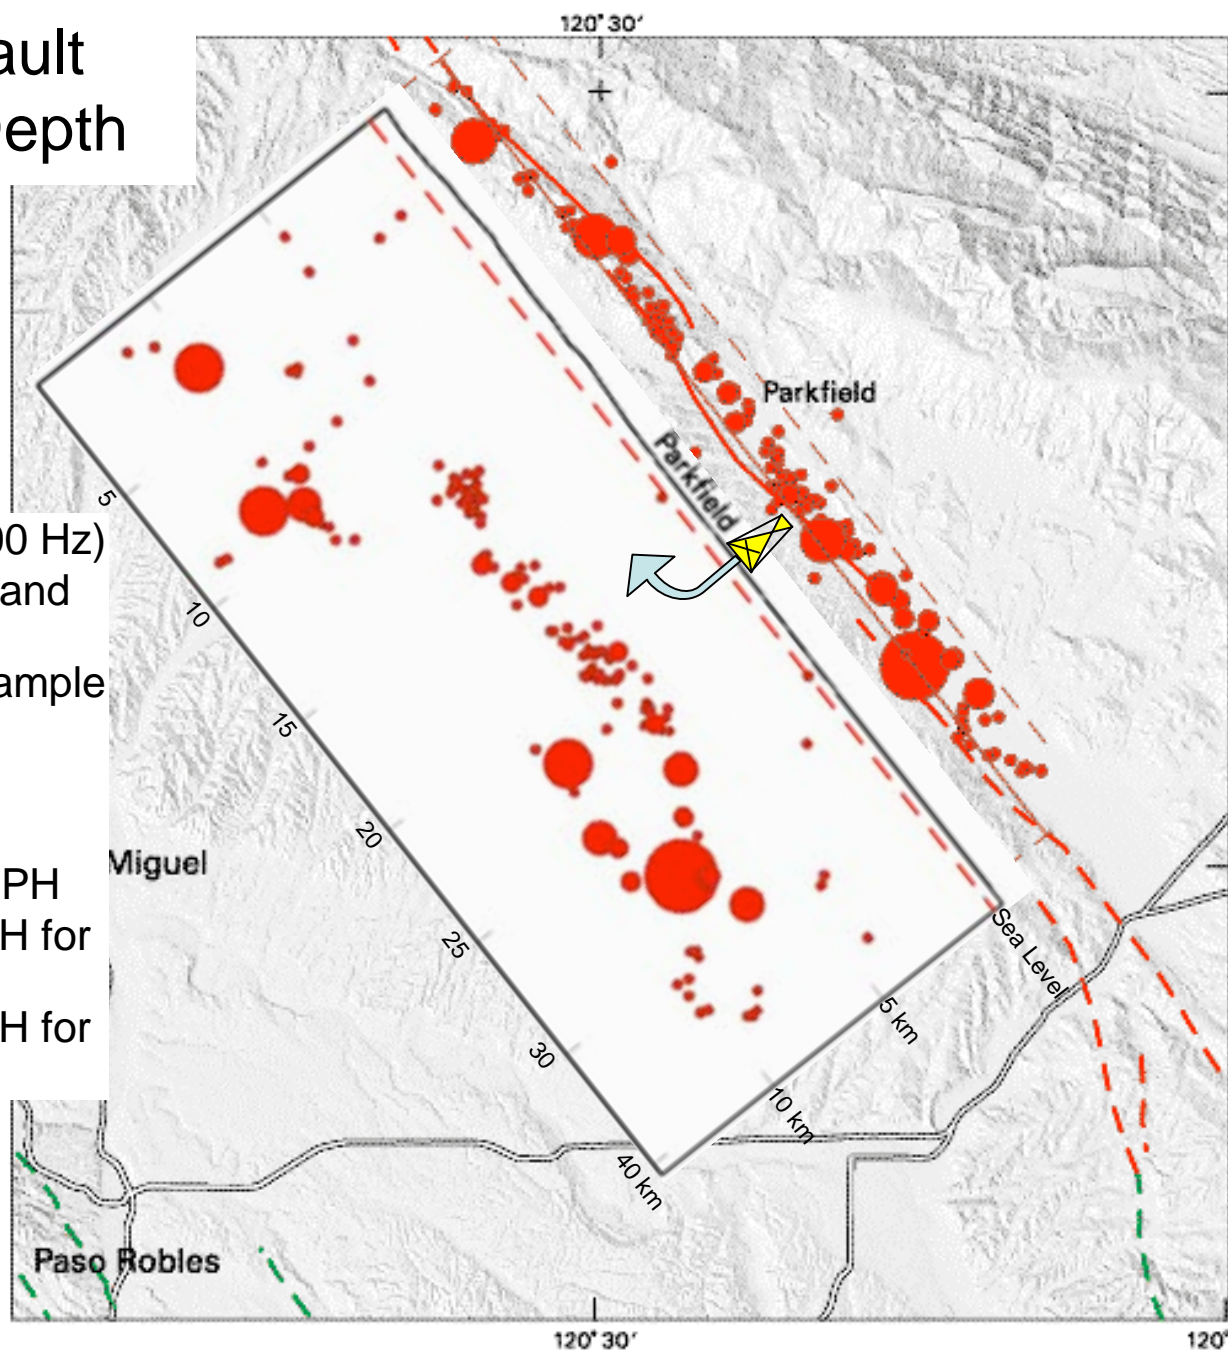 120°30′
ault
epth
Parkfield
Parkfield
5
00 Hz)
and
10
ample
15
20
Miguel
PH
H for
Sea Level
25
5 km
H for
30
10 km
40 km
Paso Robles
120°30′
120°